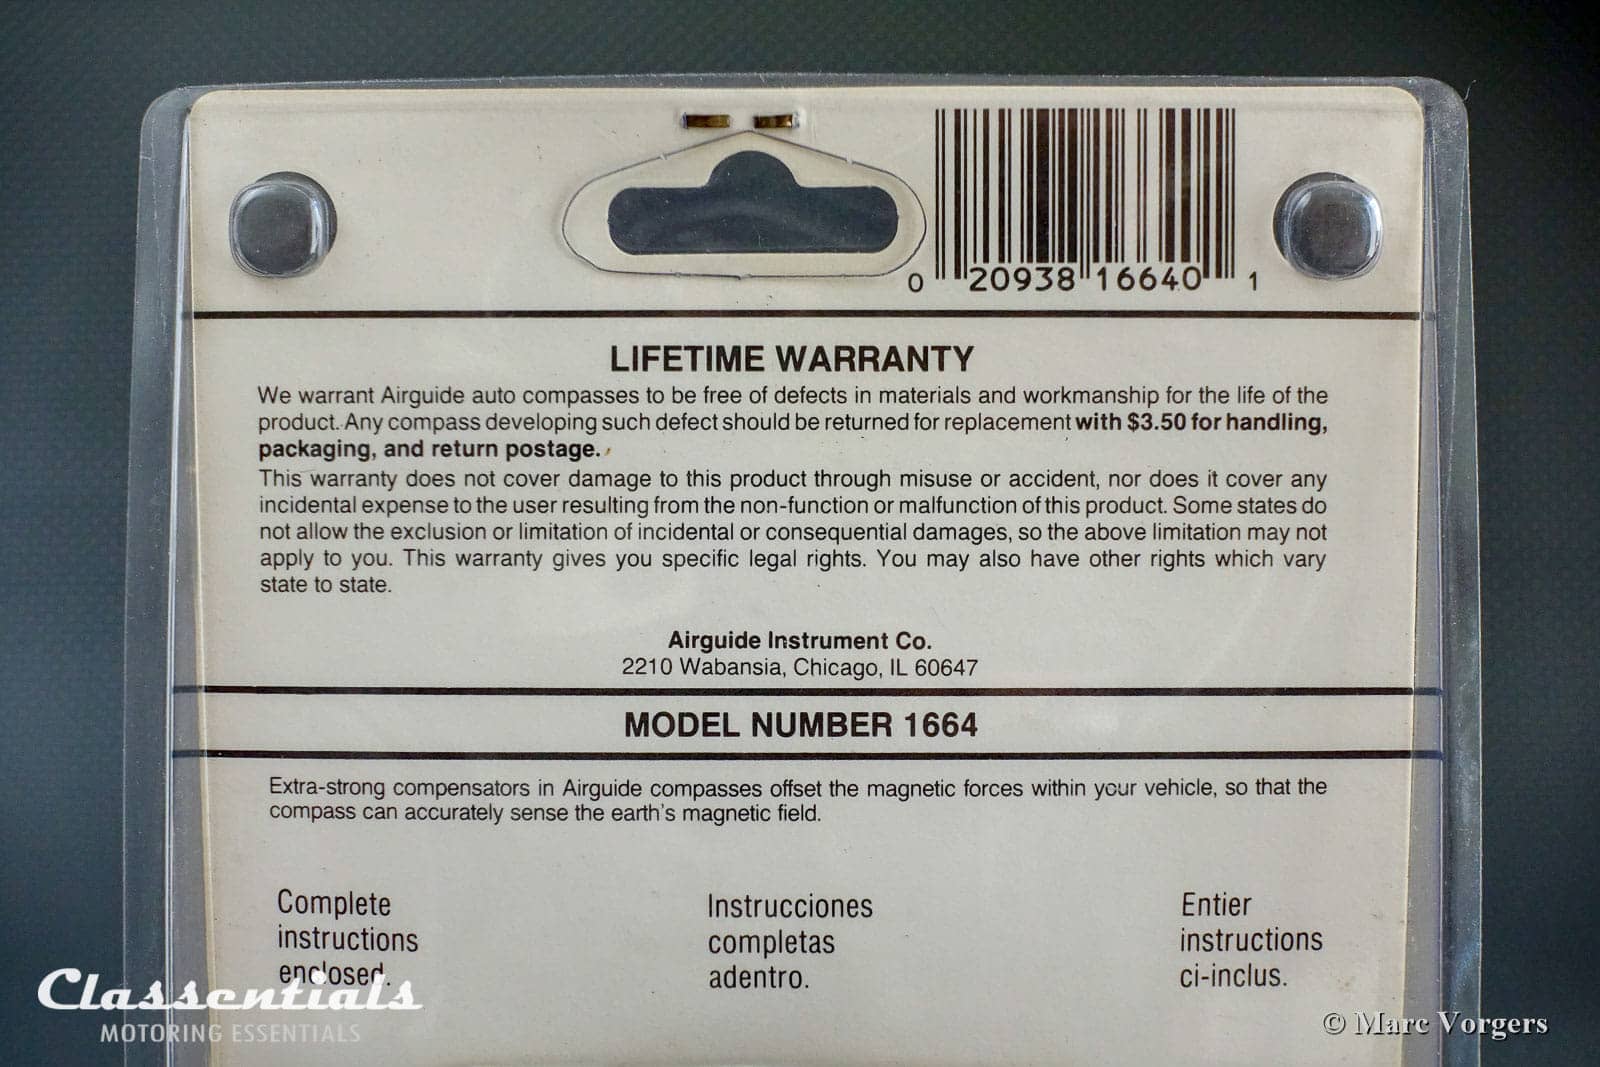 0 20938 16640 1
LIFETIME WARRANTY
We warrant Airguide auto compasses to be free of defects in materials and workmanship for the life of the
product. Any compass developing such defect should be returned for replacement with $3.50 for handling,
packaging, and return postage.
This warranty does not cover damage to this product through misuse or accident, nor does it cover any
incidental expense to the user resulting from the non-function or malfunction of this product. Some states do
not allow the exclusion or limitation of incidental or consequential damages, so the above limitation may not
apply to you. This warranty gives you specific legal rights. You may also have other rights which vary
state to state.
Airguide Instrument Co.
2210 Wabansia, Chicago, IL 60647
MODEL NUMBER 1664
Extra-strong compensators in Airguide compasses offset the magnetic forces within your vehicle, so that the
compass can accurately sense the earth's magnetic field.
Complete
instructions
enclosed.
Instrucciones
completas
adentro.
Entier
instructions
ci-inclus.
Classentials
MOTORING ESSENTIALS
© Marc Vorgers